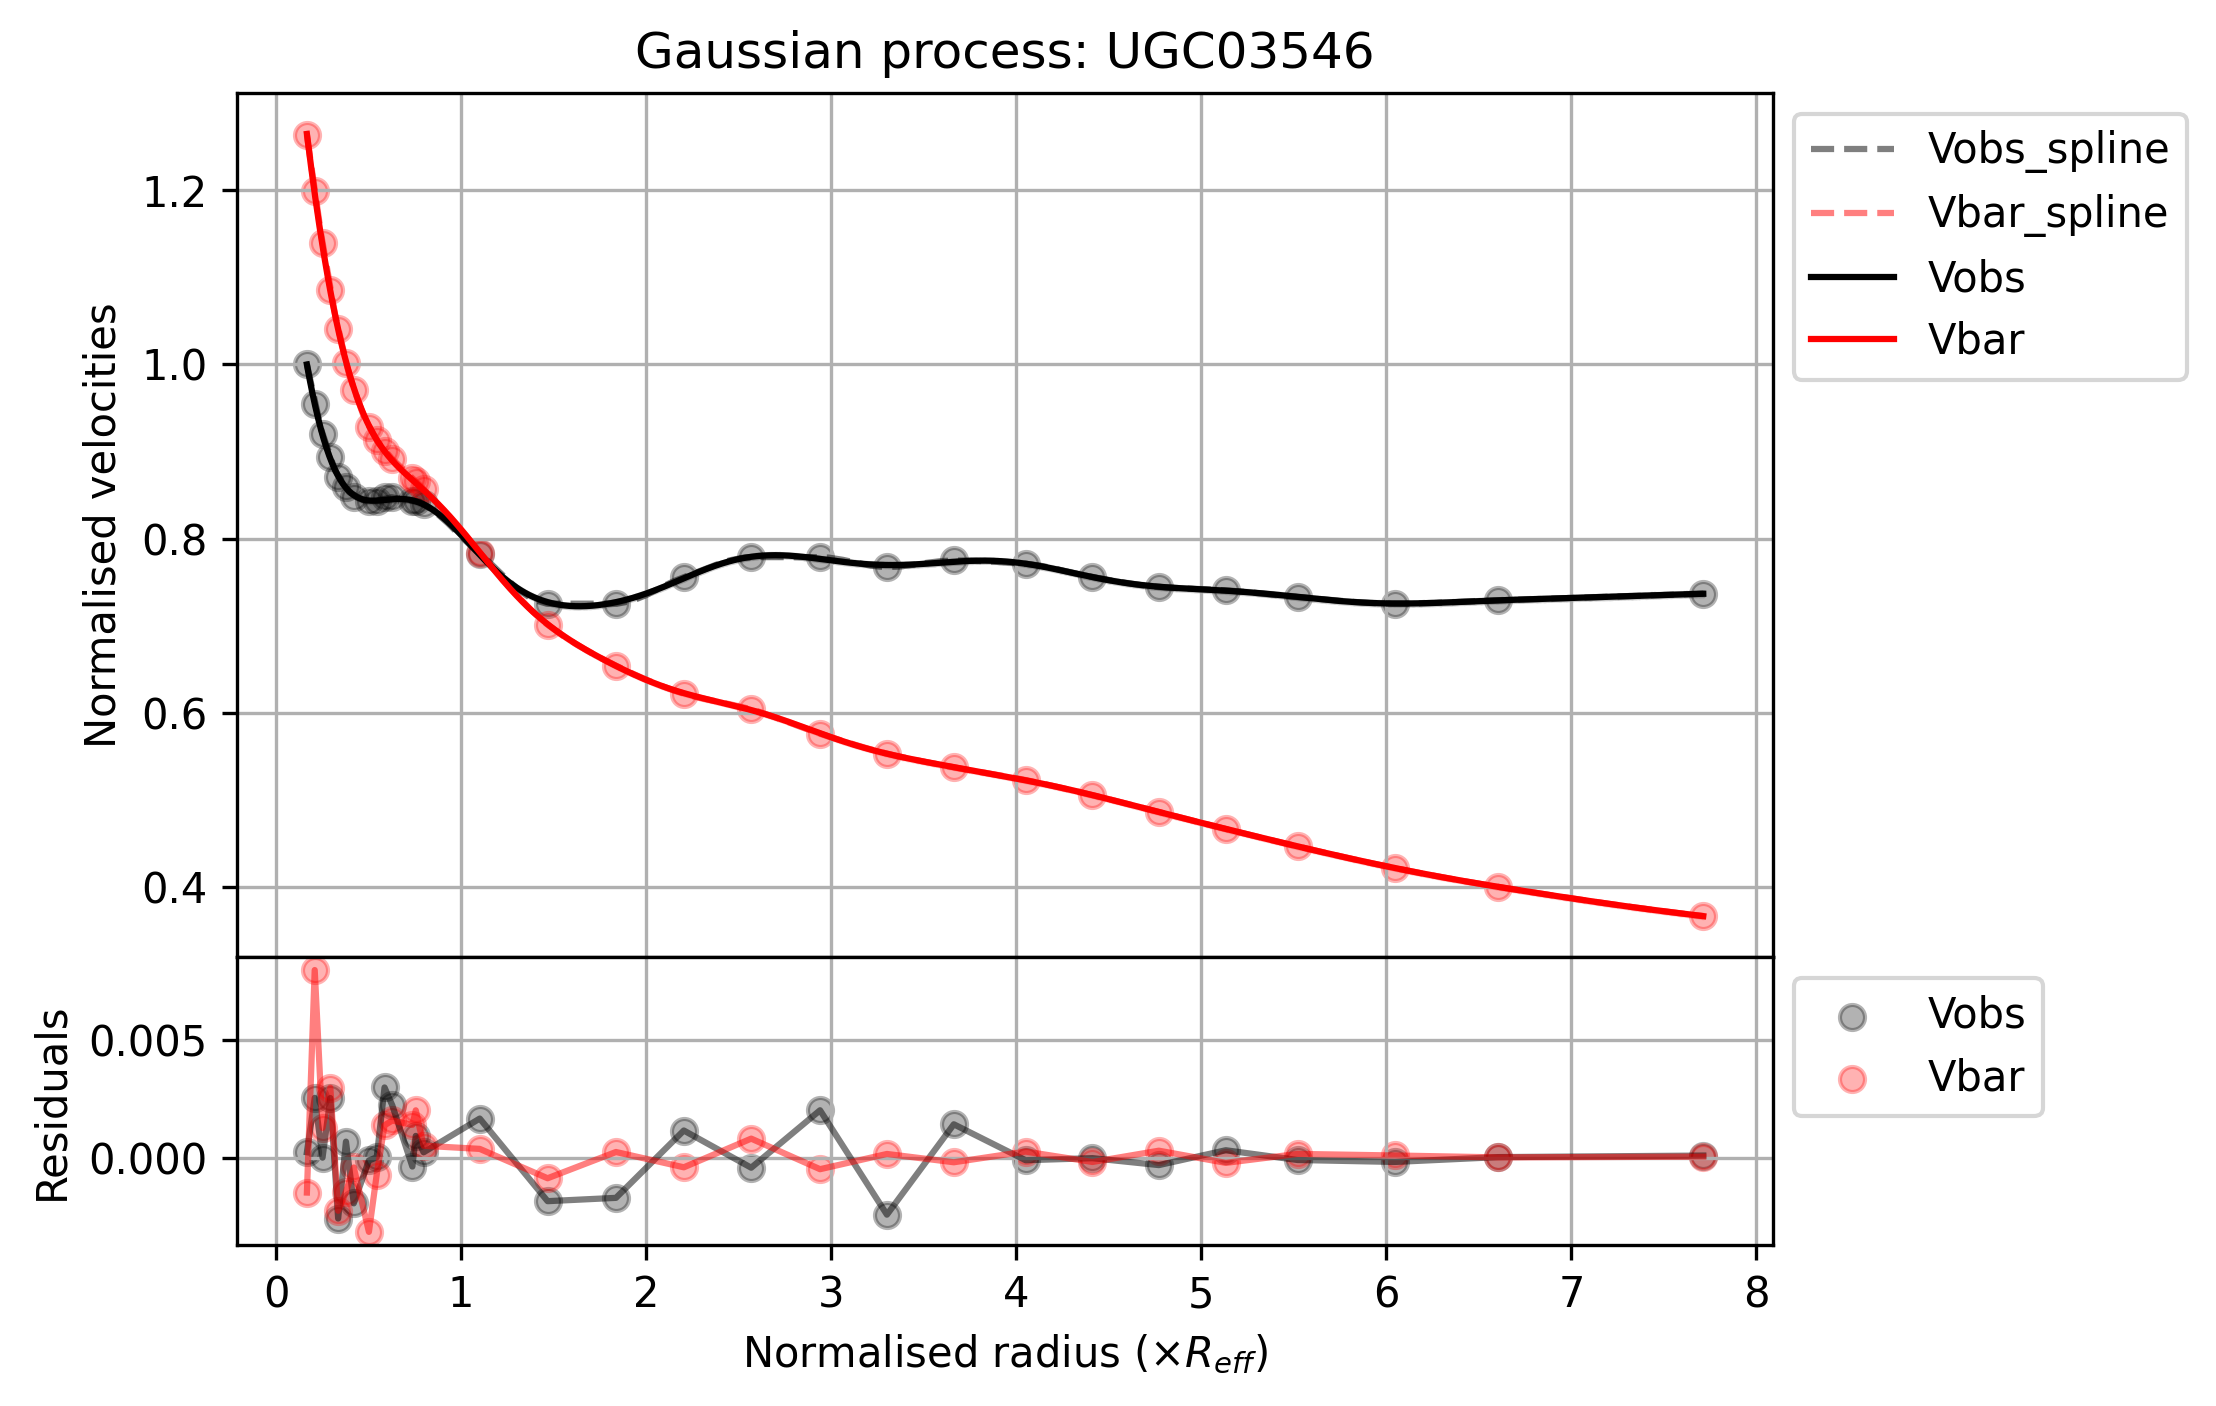 Gaussian process: UGC03546
Normalised velocities
1.2
1.0
0.8
0.6
0.4
Vobs_spline
Vbar_spline
Vobs
Vbar
Residuals
0.005
0.000
Vobs
Vbar
0 1 2 3 4 5 6 7 8
Normalised radius (×R_eff)